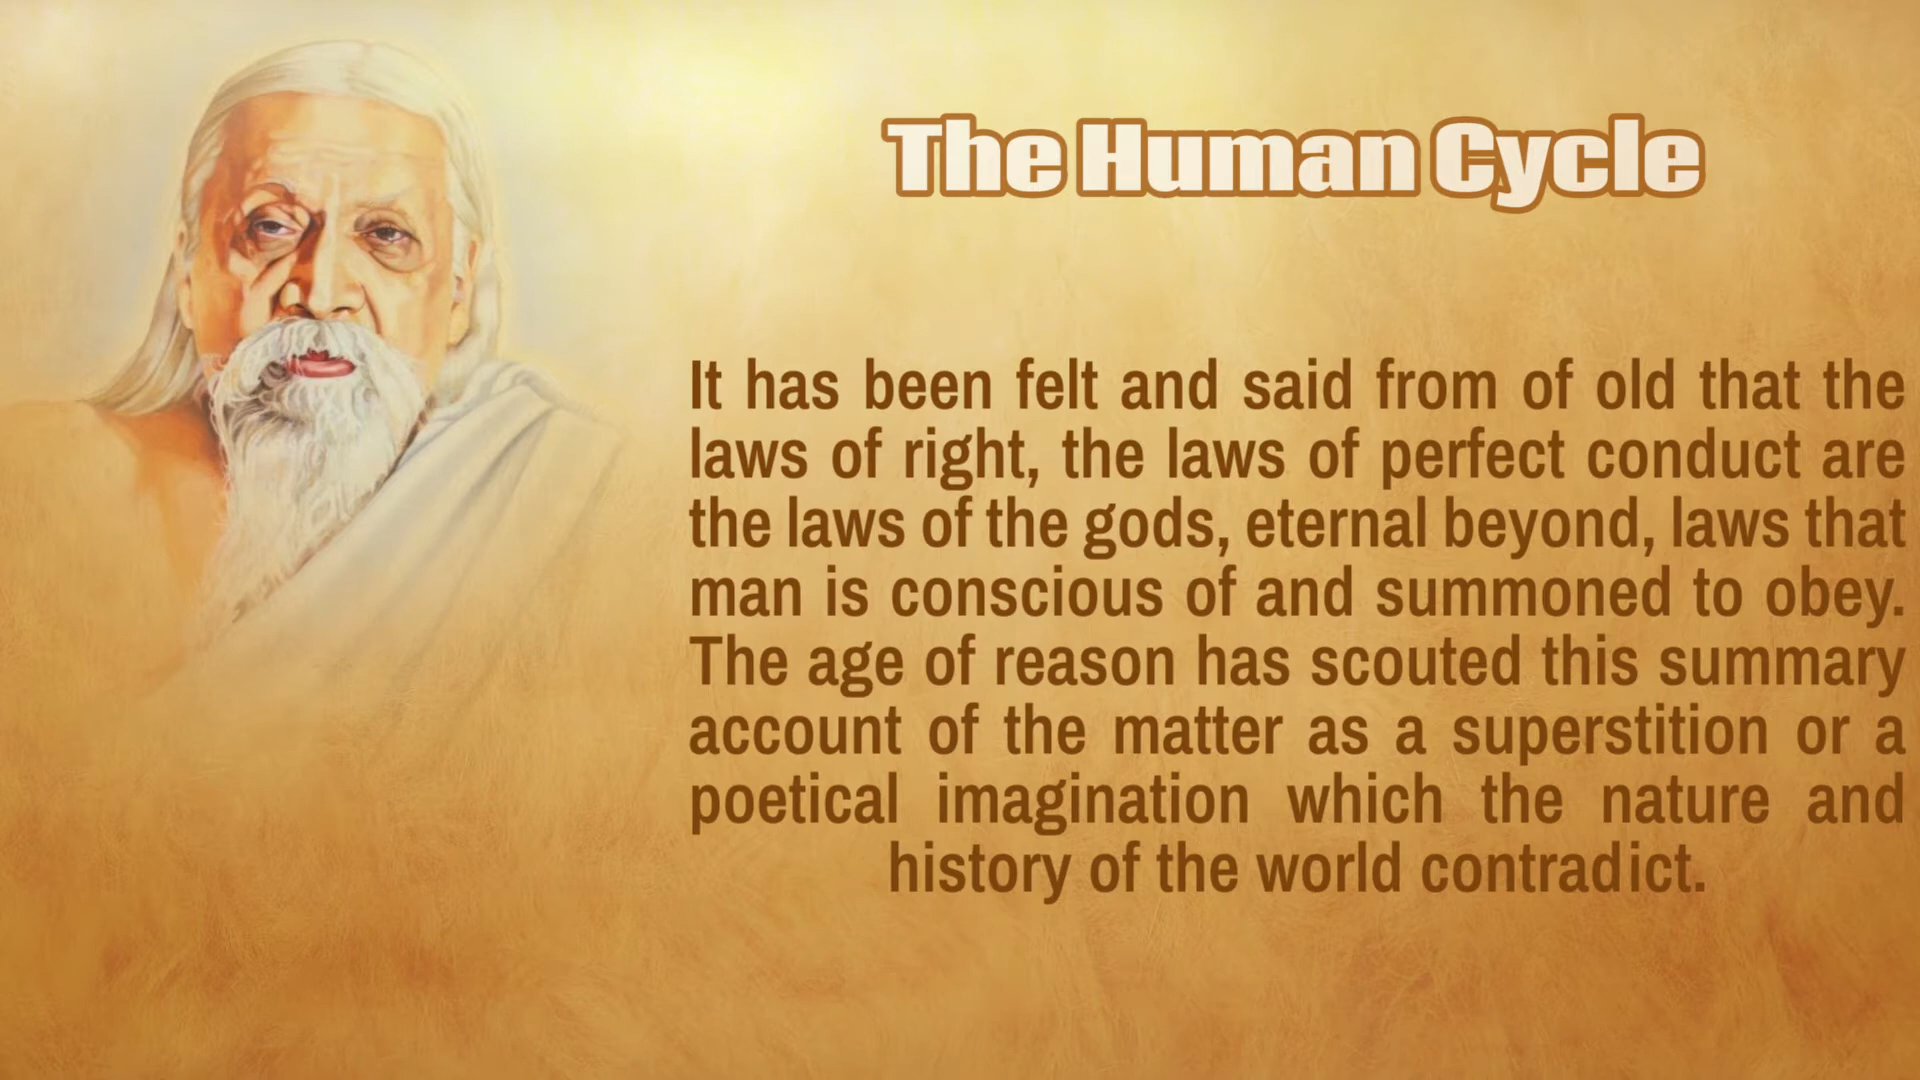 The Human Cycle
It has been felt and said from of old that the
laws of right, the laws of perfect conduct are
the laws of the gods, eternal beyond, laws that
man is conscious of and summoned to obey.
The age of reason has scouted this summary
account of the matter as a superstition or a
poetical imagination which the nature and
history of the world contradict.